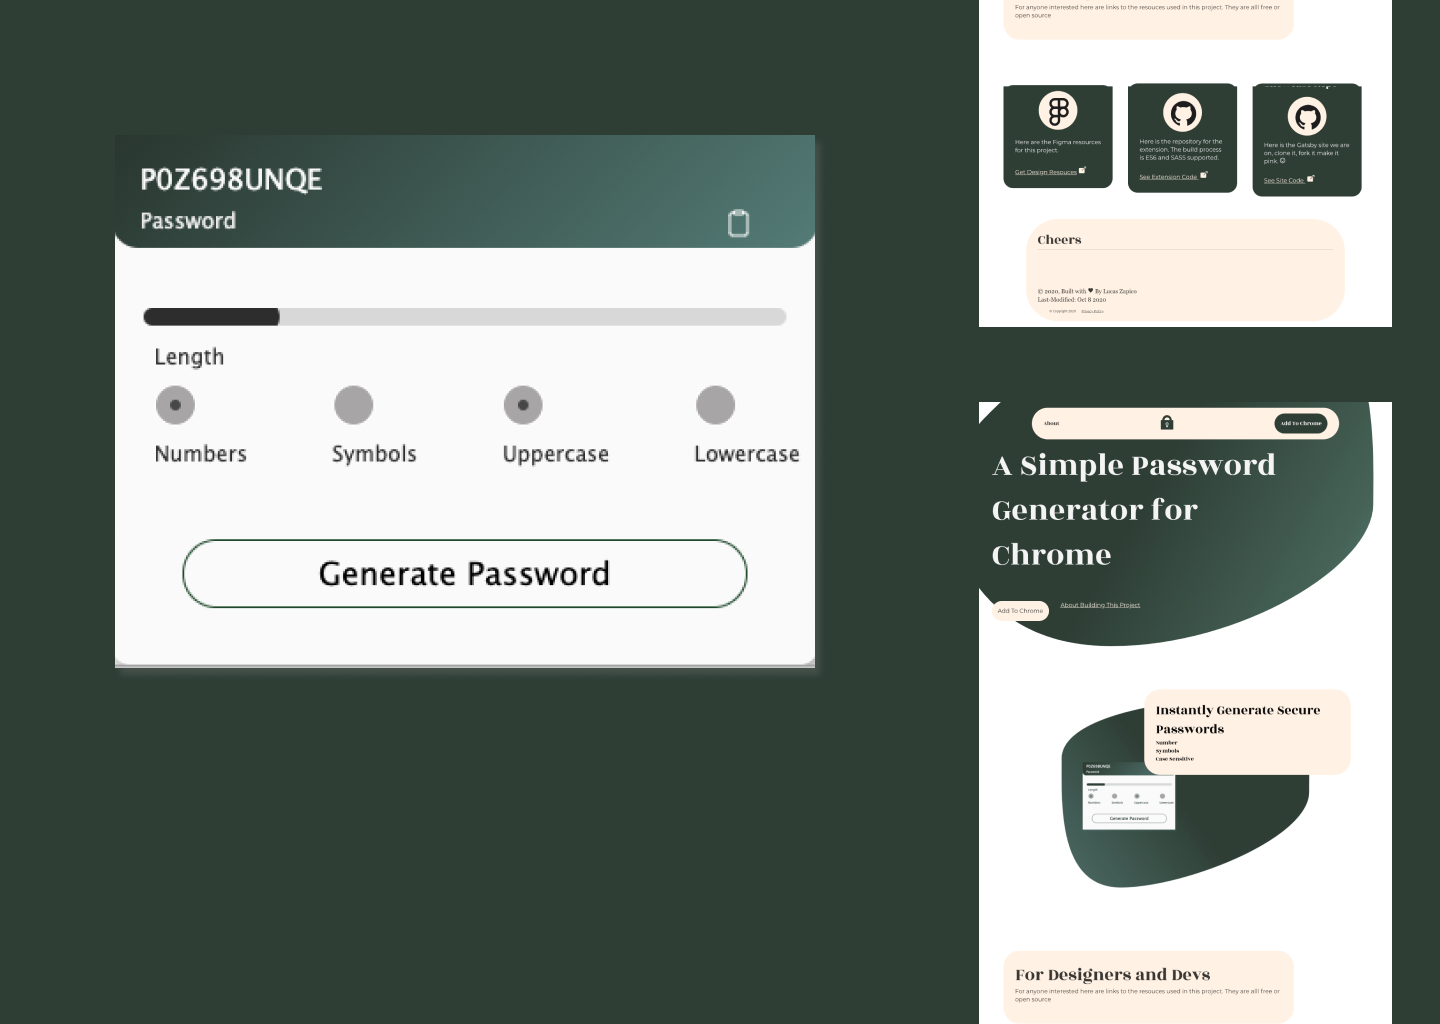 P0Z698UNQE
Password
Length
Numbers
Symbols
Uppercase
Lowercase
Generate Password
For anyone interested here are links to the resouces used in this project. They are alll free or
open source
Here are the Figma resources
for this project.
Get Design Resouces
Here is the repository for the
extension. The build process
is ES6 and SASS supported.
See Extension Code
Here is the Gatsby site we are
on, clone it, fork it make it
pink. ☺
See Site Code
Cheers
© 2020, Built with ♥ By Lucas Zapico
Last-Modified: Oct 8 2020
© Copyright 2020 Privacy Policy
About
Add To Chrome
A Simple Password
Generator for
Chrome
Add To Chrome
About Building This Project
Instantly Generate Secure
Passwords
Number
Symbols
Case Sensitive
P0Z698UNQE
Password
Length
Numbers
Symbols
Uppercase
Lowercase
Generate Password
For Designers and Devs
For anyone interested here are links to the resouces used in this project. They are alll free or
open source